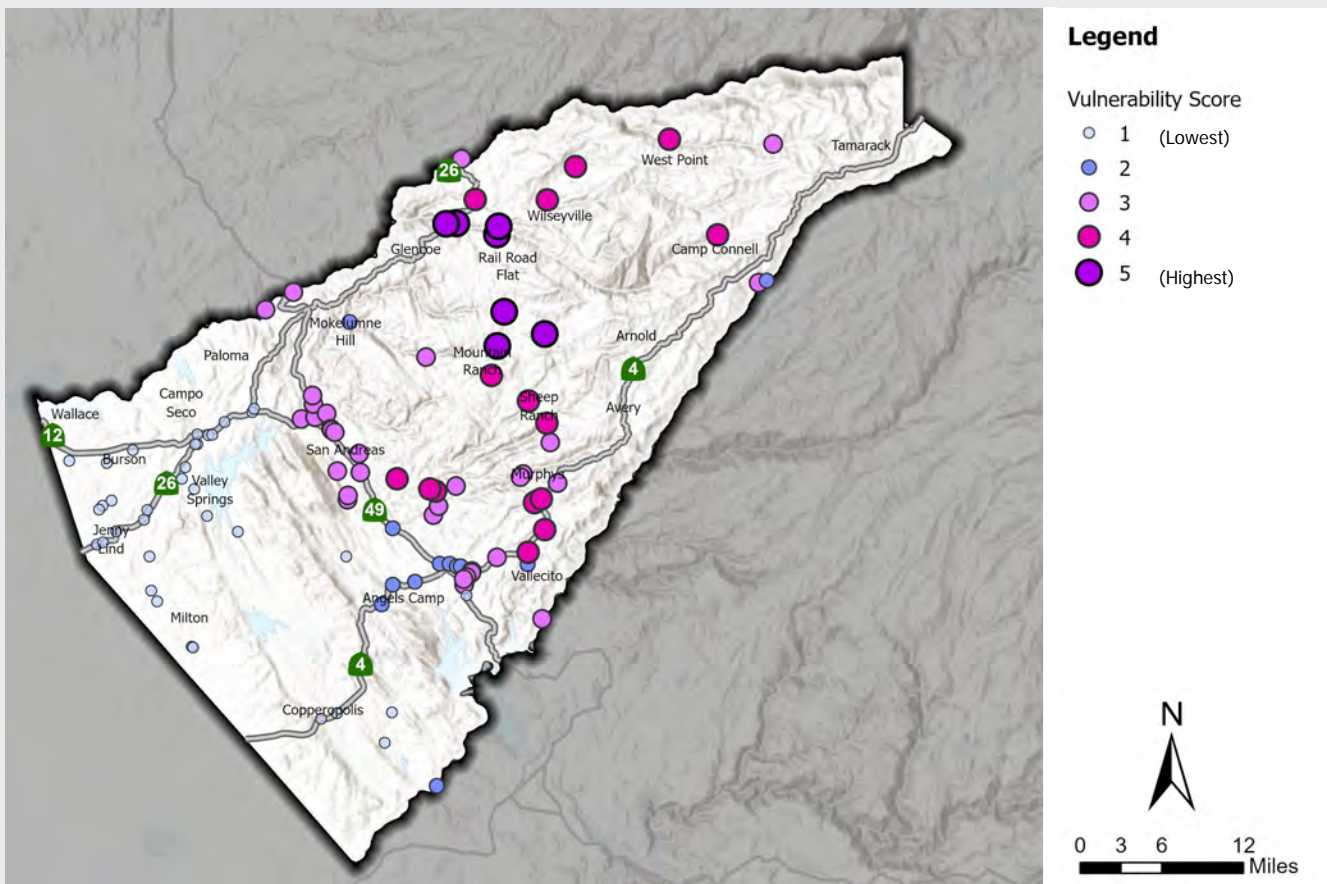 Legend
Vulnerability Score
1 (Lowest)
2
3
4
5 (Highest)
N
0 3 6 12
Miles
Tamarack
West Point
26
Wilseyville
Camp Connell
Glencoe
Rail Road
Flat
Mokelumne
Hill
Arnold
Paloma
Mountain
Ranch
4
Campo
Seco
Sheep
Ranch
Avery
Wallace
12
San Andreas
Burson
Murphys
Valley
Springs
26
49
Jenny
Lind
Vallecito
Angels Camp
Milton
4
Copperopolis